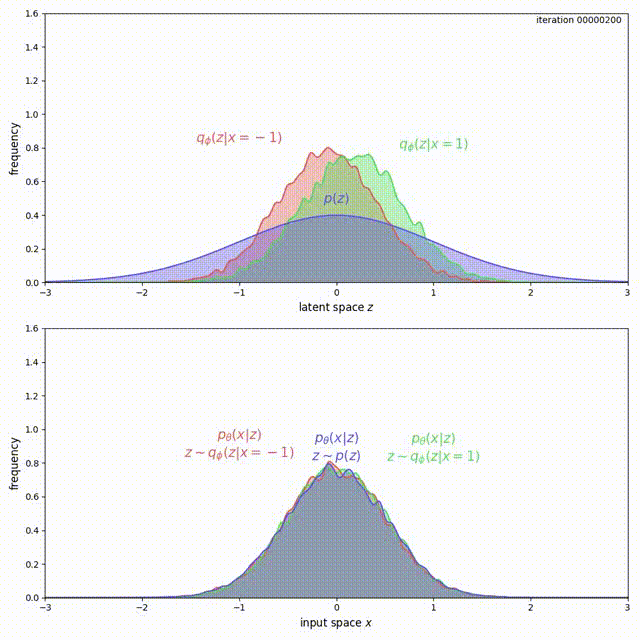 1.6
iteration 00000200
1.4
1.2
1.0
0.8
0.6
0.4
0.2
0.0
frequency
qϕ(z|x = − 1)
qϕ(z|x = 1)
p(z)
−3 −2 −1 0 1 2 3
latent space z
1.6
1.4
1.2
1.0
0.8
0.6
0.4
0.2
0.0
frequency
pθ(x|z)
z ∼ qϕ(z|x = − 1)
pθ(x|z)
z ∼ p(z)
pθ(x|z)
z ∼ qϕ(z|x = 1)
−3 −2 −1 0 1 2 3
input space x